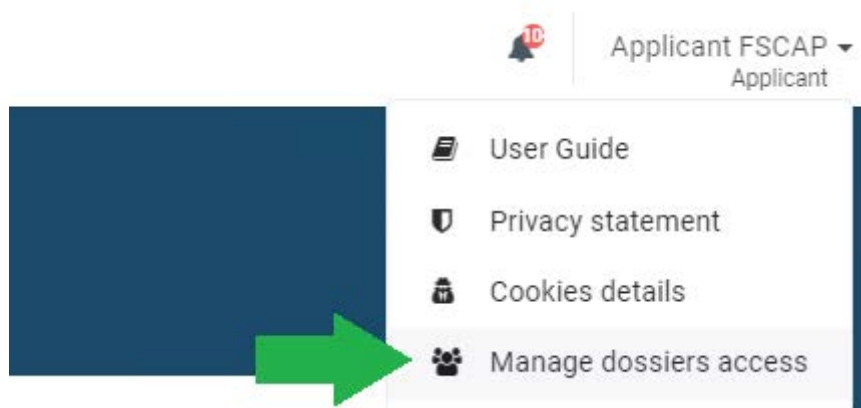 10
Applicant FSCAP
Applicant
User Guide
Privacy statement
Cookies details
Manage dossiers access